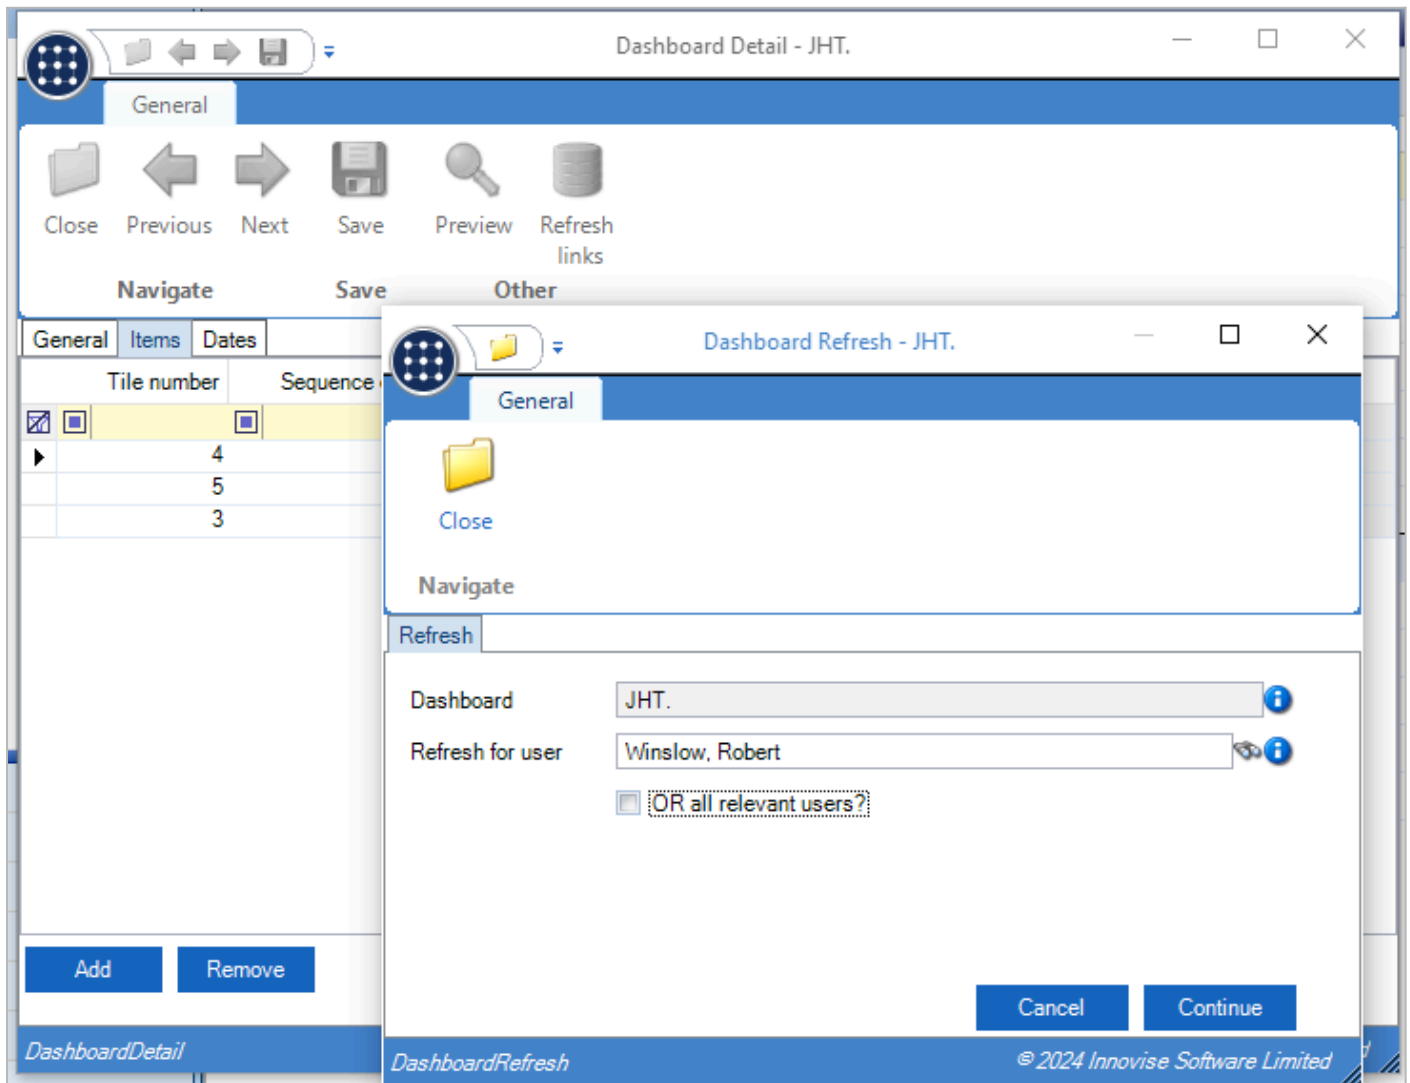 Dashboard Detail - JHT.
General
Close Previous Next Save Preview Refresh links
Navigate Save Other
General Items Dates
Tile number Sequence
4
5
3
Add Remove
DashboardDetail
Dashboard Refresh - JHT.
General
Close
Navigate
Refresh
Dashboard JHT.
Refresh for user Winslow, Robert
OR all relevant users?
Cancel Continue
DashboardRefresh © 2024 Innovise Software Limited